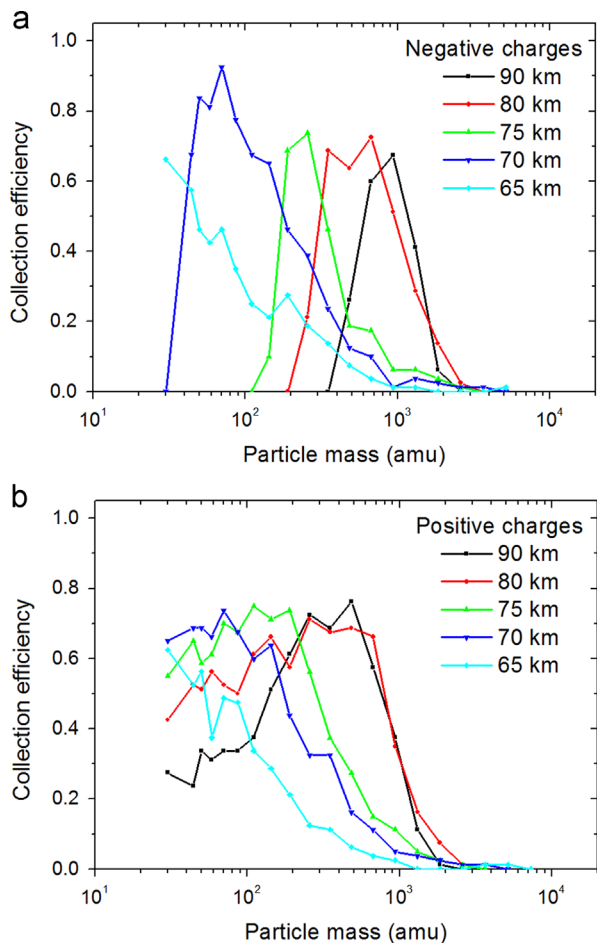 a
Negative charges
90 km
80 km
75 km
70 km
65 km
1.0
0.8
0.6
0.4
0.2
0.0
Collection efficiency
10¹ 10² 10³ 10⁴
Particle mass (amu)
b
Positive charges
90 km
80 km
75 km
70 km
65 km
1.0
0.8
0.6
0.4
0.2
0.0
Collection efficiency
10¹ 10² 10³ 10⁴
Particle mass (amu)